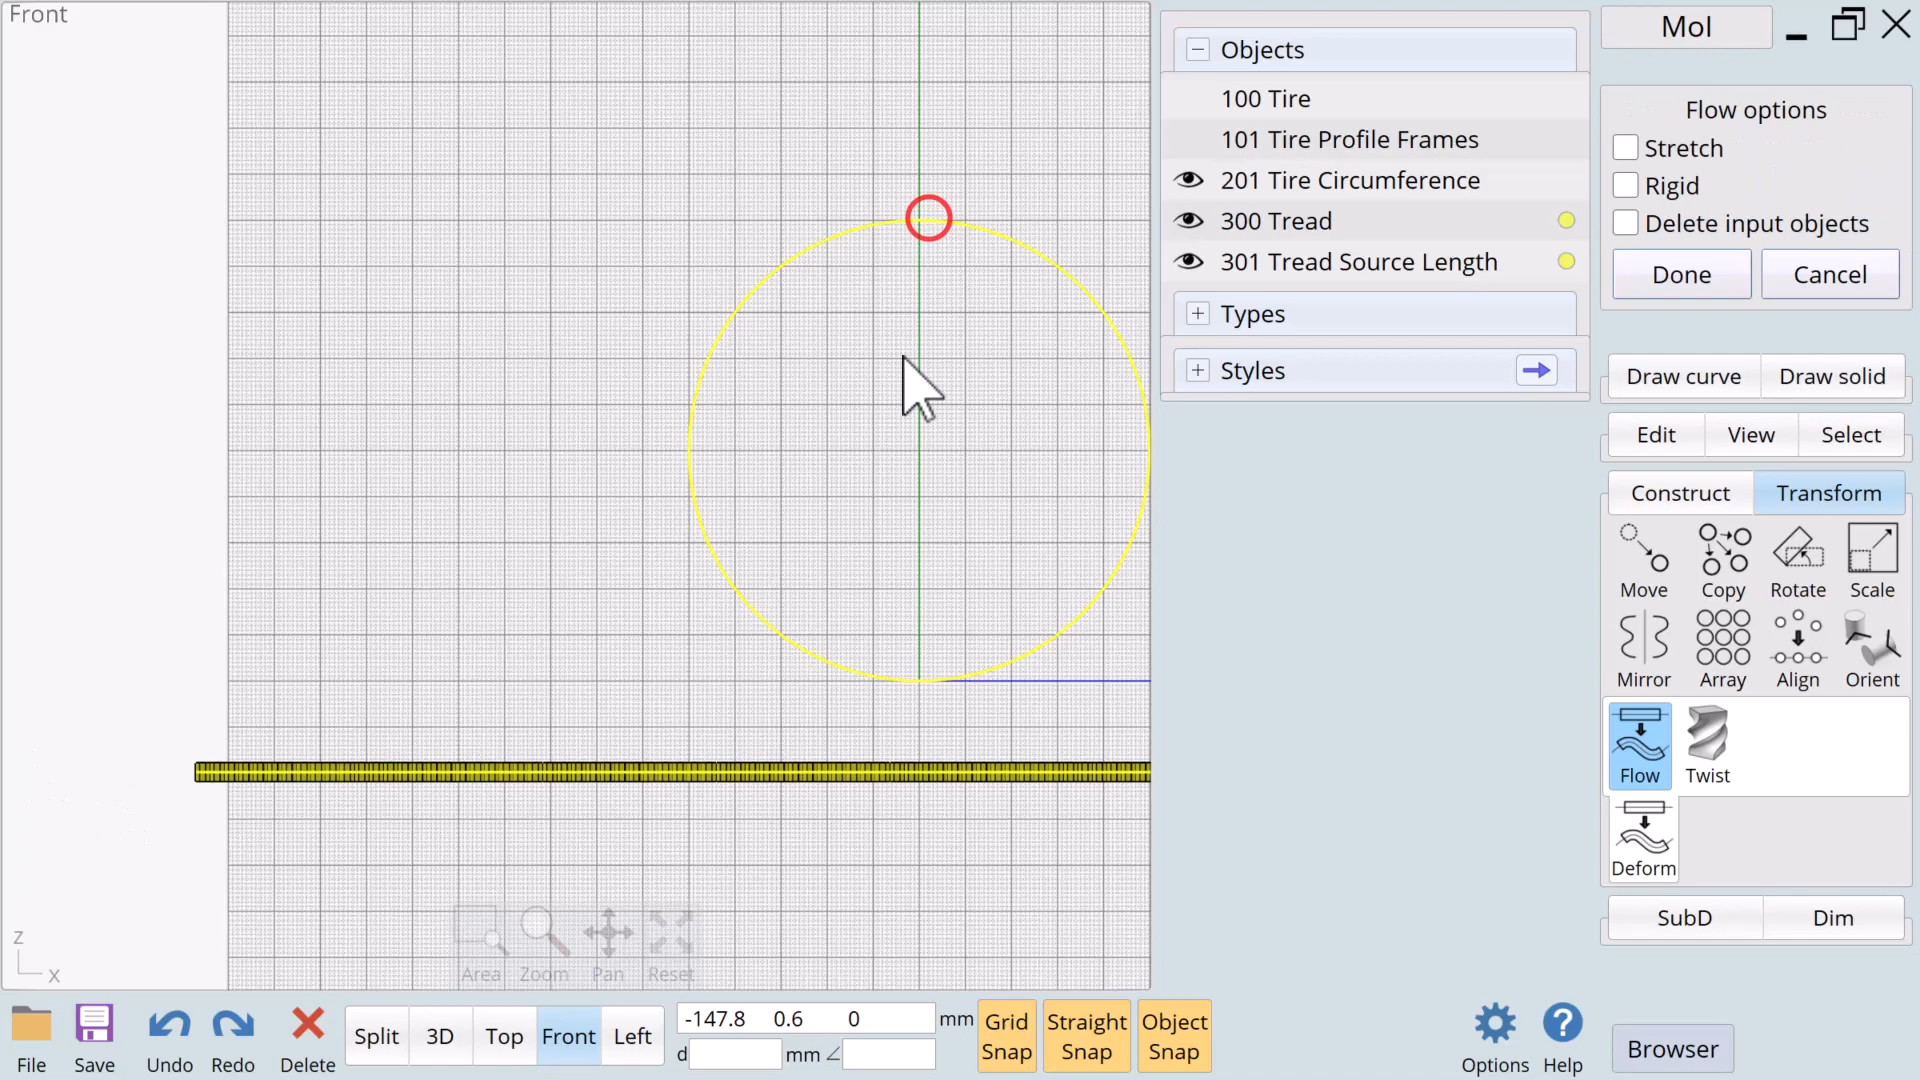 Front
Objects
100 Tire
101 Tire Profile Frames
201 Tire Circumference
300 Tread
301 Tread Source Length
Types
Styles
MoI
Flow options
Stretch
Rigid
Delete input objects
Done Cancel
Draw curve Draw solid
Edit View Select
Construct Transform
Move Copy Rotate Scale
Mirror Array Align Orient
Flow Twist
Deform
SubD Dim
z
x
Area Zoom Pan Reset
File Save Undo Redo Delete
Split 3D Top Front Left
-147.8 0.6 0 mm
d mm ∠
Grid Snap
Straight Snap
Object Snap
Options Help
Browser